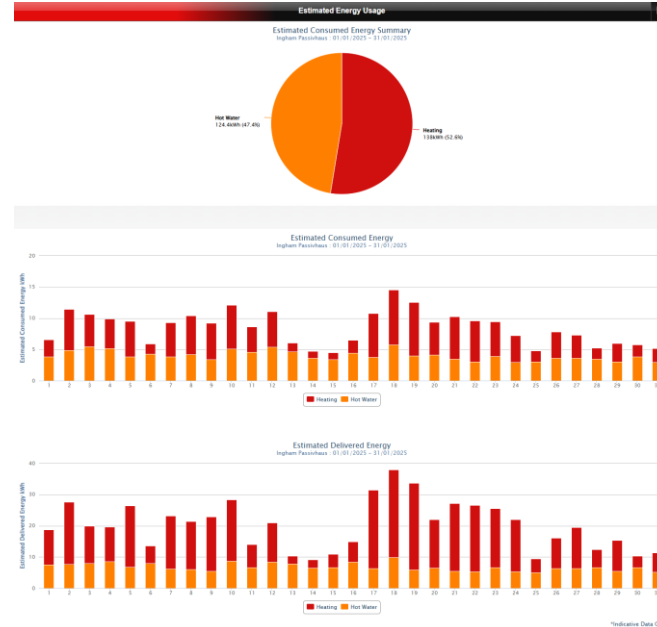 Estimated Energy Usage
Estimated Consumed Energy Summary
Ingham Passivhaus : 01/01/2025 - 31/01/2025
Hot Water
124.4kWh (47.4%)
Heating
138kWh (52.6%)
Estimated Consumed Energy
Ingham Passivhaus : 01/01/2025 - 31/01/2025
Estimated Consumed Energy kWh
20
15
10
5
0
1 2 3 4 5 6 7 8 9 10 11 12 13 14 15 16 17 18 19 20 21 22 23 24 25 26 27 28 29 30
Heating Hot Water
Estimated Delivered Energy
Ingham Passivhaus : 01/01/2025 - 31/01/2025
Estimated Delivered Energy kWh
40
30
20
10
0
1 2 3 4 5 6 7 8 9 10 11 12 13 14 15 16 17 18 19 20 21 22 23 24 25 26 27 28 29 30
Heating Hot Water
*Indicative Data